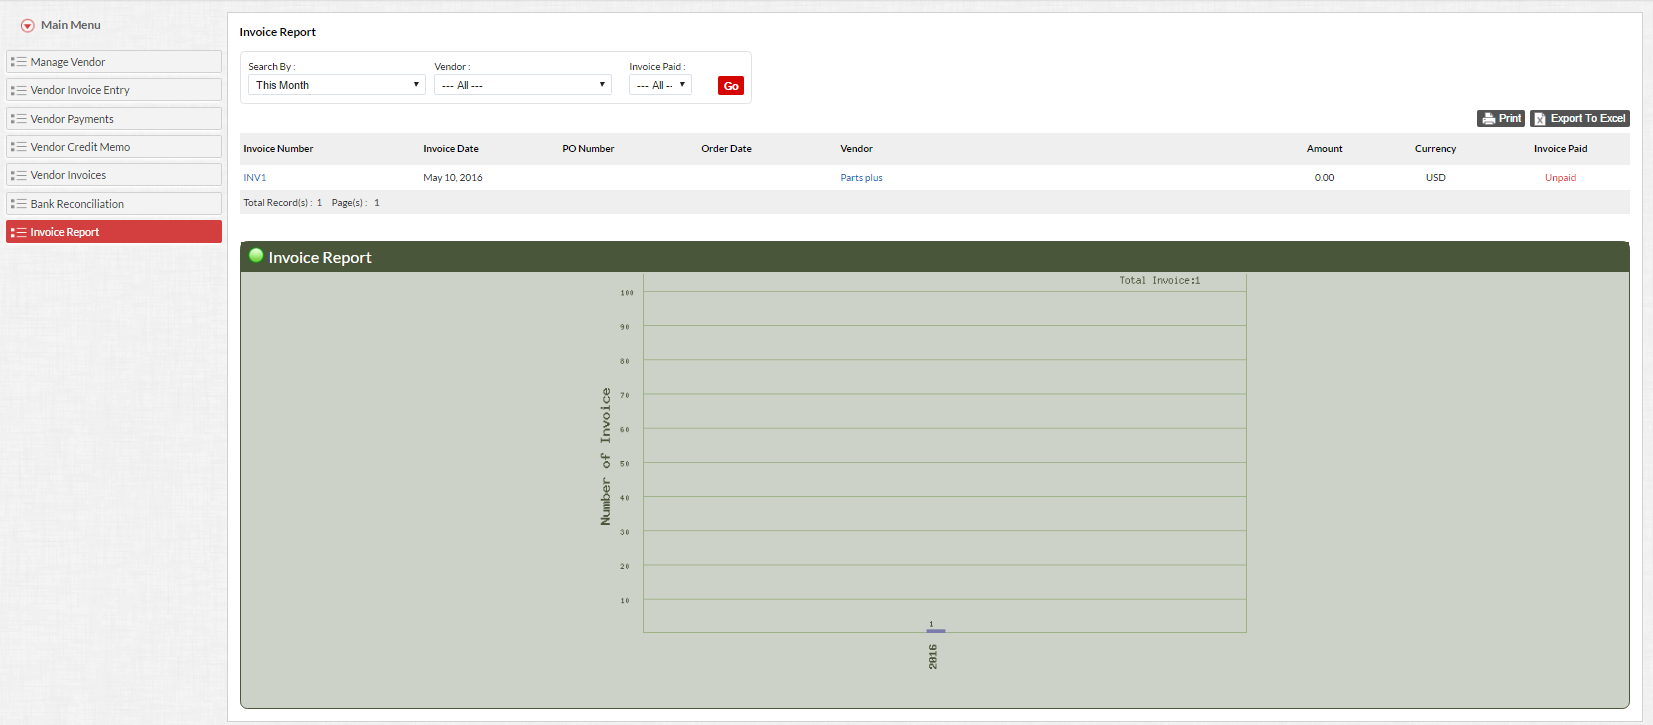 Main Menu
Manage Vendor
Vendor Invoice Entry
Vendor Payments
Vendor Credit Memo
Vendor Invoices
Bank Reconciliation
Invoice Report
Invoice Report
Search By : Vendor : Invoice Paid :
This Month --- All --- --- All -- Go
Print Export To Excel
Invoice Number Invoice Date PO Number Order Date Vendor Amount Currency Invoice Paid
INV1 May 10, 2016 Parts plus 0.00 USD Unpaid
Total Record(s) : 1 Page(s) : 1
Invoice Report
Total Invoice:1
100
90
80
70
60
50
40
30
20
10
Number of Invoice
1
2016